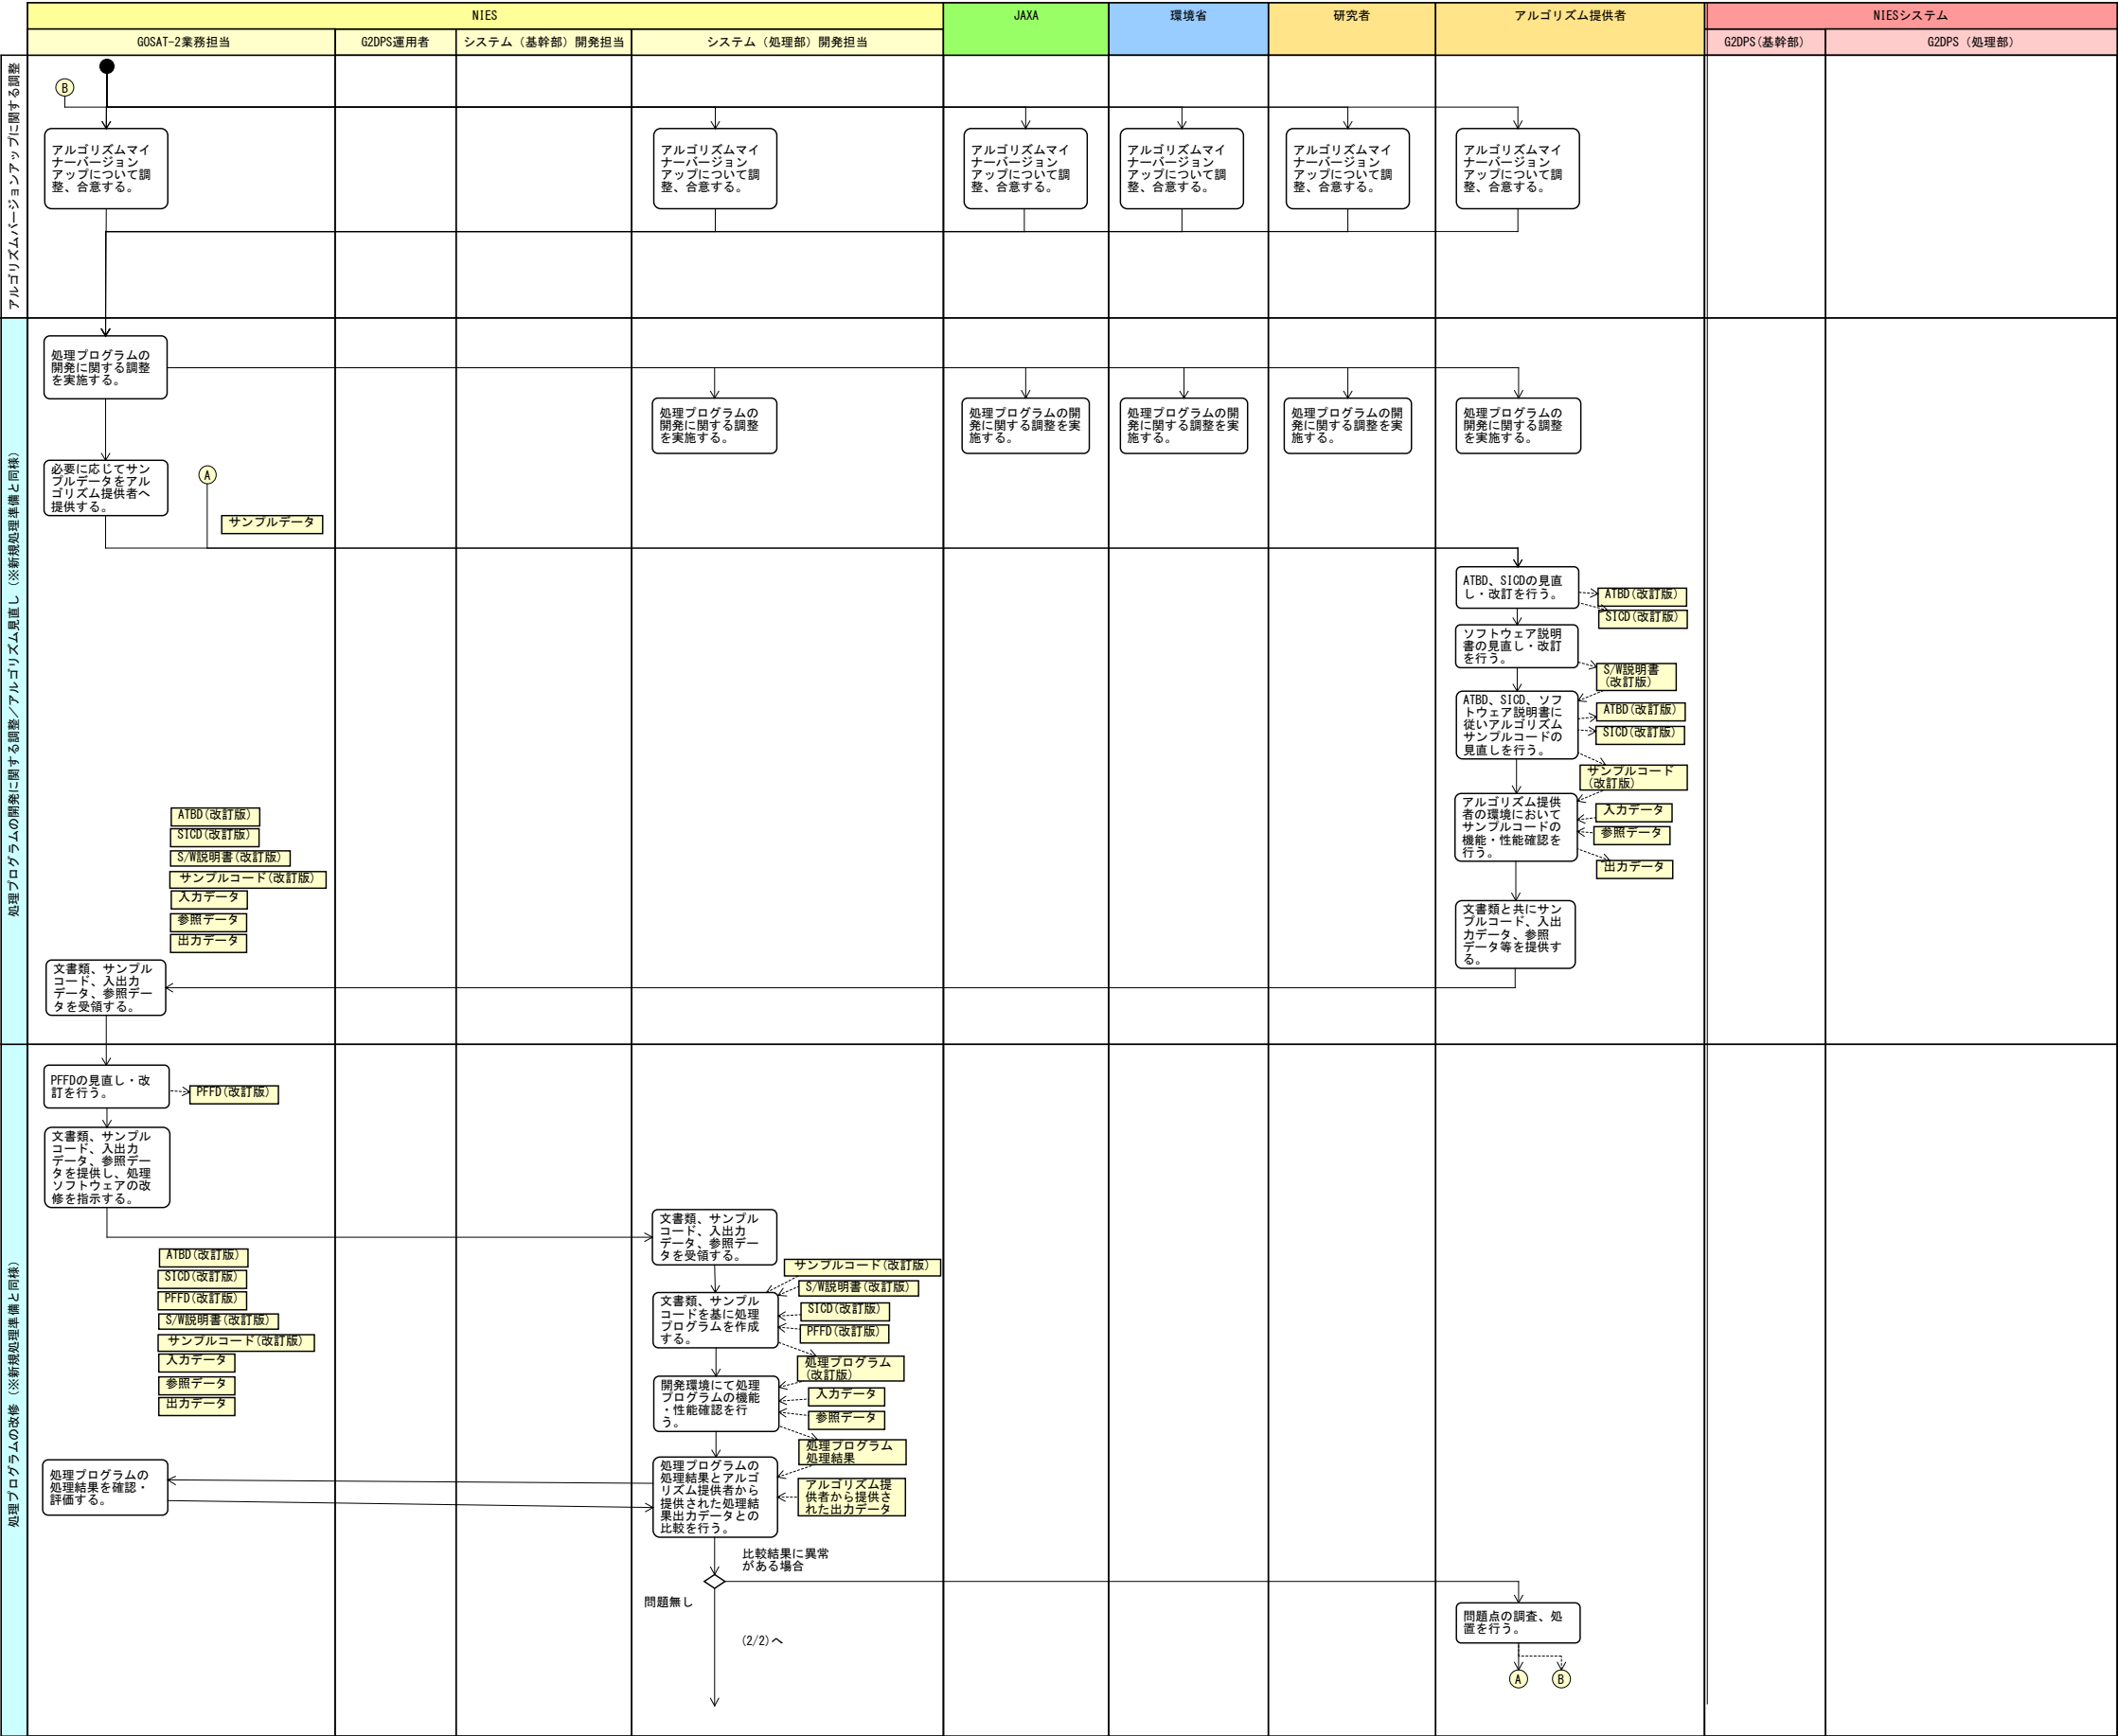 NIES
JAXA
環境省
研究者
アルゴリズム提供者
NIESシステム
GOSAT-2業務担当
G2DPS運用者
システム（基幹部）開発担当
システム（処理部）開発担当
G2DPS(基幹部)
G2DPS（処理部）
アルゴリズムバージョンアップに関する調整
B
アルゴリズムマイ
ナーバージョン
アップについて調
整、合意する。
アルゴリズムマイ
ナーバージョン
アップについて調
整、合意する。
アルゴリズムマイ
ナーバージョン
アップについて調
整、合意する。
アルゴリズムマイ
ナーバージョン
アップについて調
整、合意する。
アルゴリズムマイ
ナーバージョン
アップについて調
整、合意する。
アルゴリズムマイ
ナーバージョン
アップについて調
整、合意する。
処理プログラムの開発に関する調整／アルゴリズム見直し（※新規処理準備と同様）
処理プログラムの
開発に関する調整
を実施する。
処理プログラムの
開発に関する調整
を実施する。
処理プログラムの開
発に関する調整を実
施する。
処理プログラムの開
発に関する調整を実
施する。
処理プログラムの開
発に関する調整を実
施する。
処理プログラムの
開発に関する調整
を実施する。
必要に応じてサン
プルデータをアル
ゴリズム提供者へ
提供する。
A
サンプルデータ
ATBD、SICDの見直
し・改訂を行う。
ATBD(改訂版)
SICD(改訂版)
ソフトウェア説明
書の見直し・改訂
を行う。
S/W説明書
(改訂版)
ATBD、SICD、ソフ
トウェア説明書に
従いアルゴリズム
サンプルコードの
見直しを行う。
ATBD(改訂版)
SICD(改訂版)
サンプルコード
(改訂版)
アルゴリズム提供
者の環境において
サンプルコードの
機能・性能確認を
行う。
入力データ
参照データ
出力データ
ATBD(改訂版)
SICD(改訂版)
S/W説明書(改訂版)
サンプルコード(改訂版)
入力データ
参照データ
出力データ
文書類と共にサン
プルコード、入出
力データ、参照
データ等を提供す
る。
文書類、サンプル
コード、入出力
データ、参照デー
タを受領する。
処理プログラムの改修（※新規処理準備と同様）
PFFDの見直し・改
訂を行う。
PFFD(改訂版)
文書類、サンプル
コード、入出力
データ、参照デー
タを提供し、処理
ソフトウェアの改
修を指示する。
文書類、サンプル
コード、入出力
データ、参照デー
タを受領する。
ATBD(改訂版)
SICD(改訂版)
PFFD(改訂版)
S/W説明書(改訂版)
サンプルコード(改訂版)
入力データ
参照データ
出力データ
サンプルコード(改訂版)
S/W説明書(改訂版)
SICD(改訂版)
PFFD(改訂版)
文書類、サンプル
コードを基に処理
プログラムを作成
する。
処理プログラム
(改訂版)
開発環境にて処理
プログラムの機能
・性能確認を行
う。
入力データ
参照データ
処理プログラム
処理結果
処理プログラムの
処理結果を確認・
評価する。
処理プログラムの
処理結果とアルゴ
リズム提供者から
提供された処理結
果出力データとの
比較を行う。
アルゴリズム提
供者から提供さ
れた出力データ
比較結果に異常
がある場合
問題無し
(2/2)へ
問題点の調査、処
置を行う。
A
B